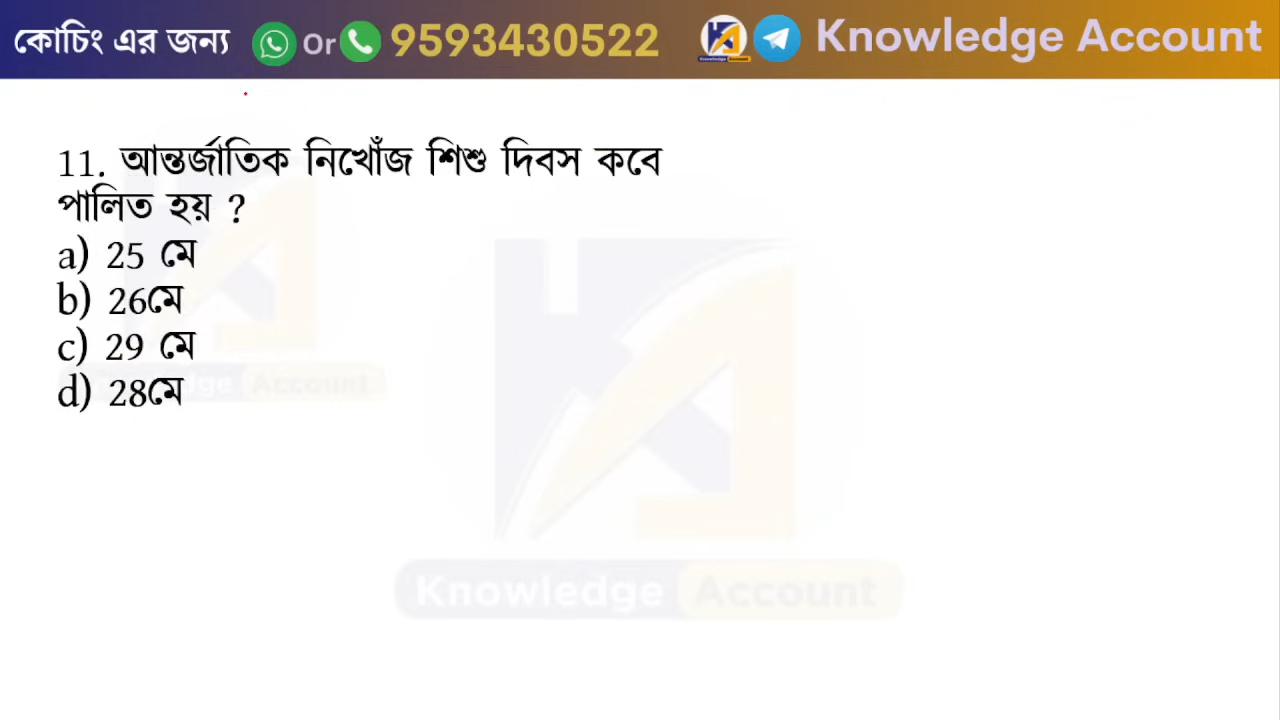 কোচিং এর জন্য Or 9593430522 Knowledge Account
11. আন্তর্জাতিক নিখোঁজ শিশু দিবস কবে
পালিত হয় ?
a) 25 মে
b) 26মে
c) 29 মে
d) 28মে
Knowledge Account